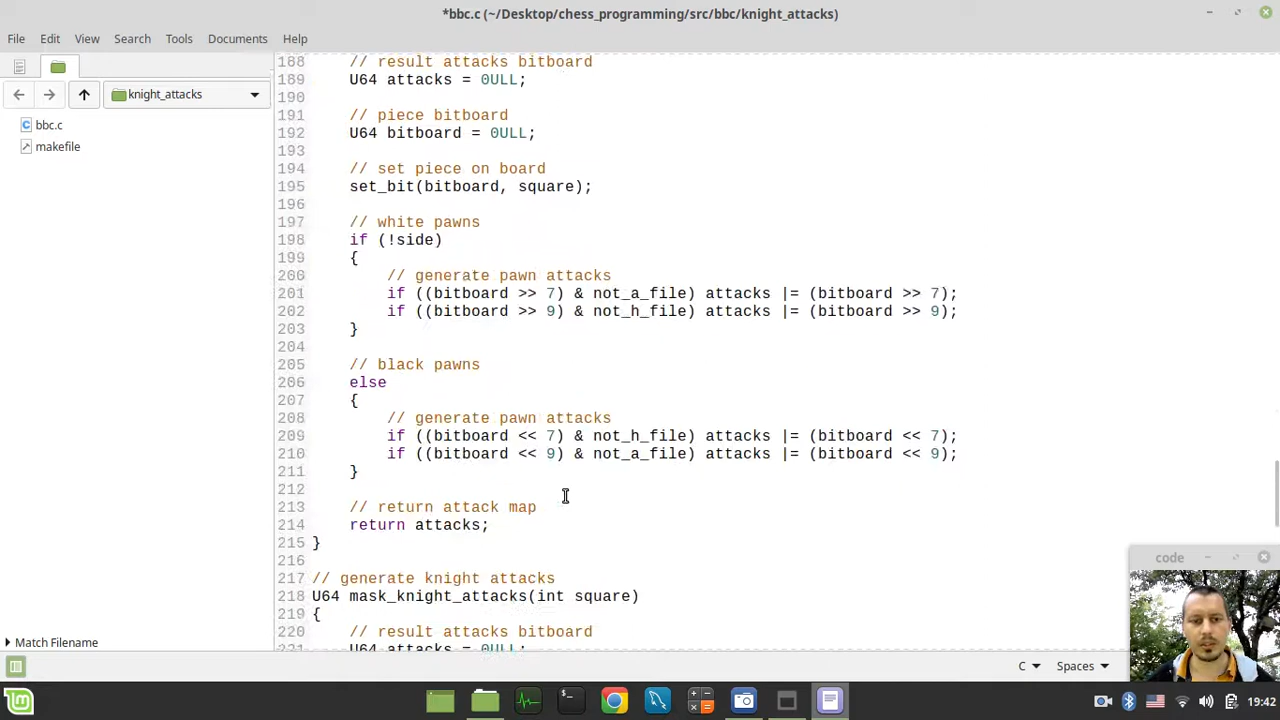 *bbc.c (~/Desktop/chess_programming/src/bbc/knight_attacks)
File Edit View Search Tools Documents Help
knight_attacks
bbc.c
makefile
188 // result attacks bitboard
189 U64 attacks = 0ULL;
190
191 // piece bitboard
192 U64 bitboard = 0ULL;
193
194 // set piece on board
195 set_bit(bitboard, square);
196
197 // white pawns
198 if (!side)
199 {
200 // generate pawn attacks
201 if ((bitboard >> 7) & not_a_file) attacks |= (bitboard >> 7);
202 if ((bitboard >> 9) & not_h_file) attacks |= (bitboard >> 9);
203 }
204
205 // black pawns
206 else
207 {
208 // generate pawn attacks
209 if ((bitboard << 7) & not_h_file) attacks |= (bitboard << 7);
210 if ((bitboard << 9) & not_a_file) attacks |= (bitboard << 9);
211 }
212
213 // return attack map
214 return attacks;
215 }
216
217 // generate knight attacks
218 U64 mask_knight_attacks(int square)
219 {
220 // result attacks bitboard
221 U64 attacks = 0ULL;
Match Filename
code
C Spaces
19:42